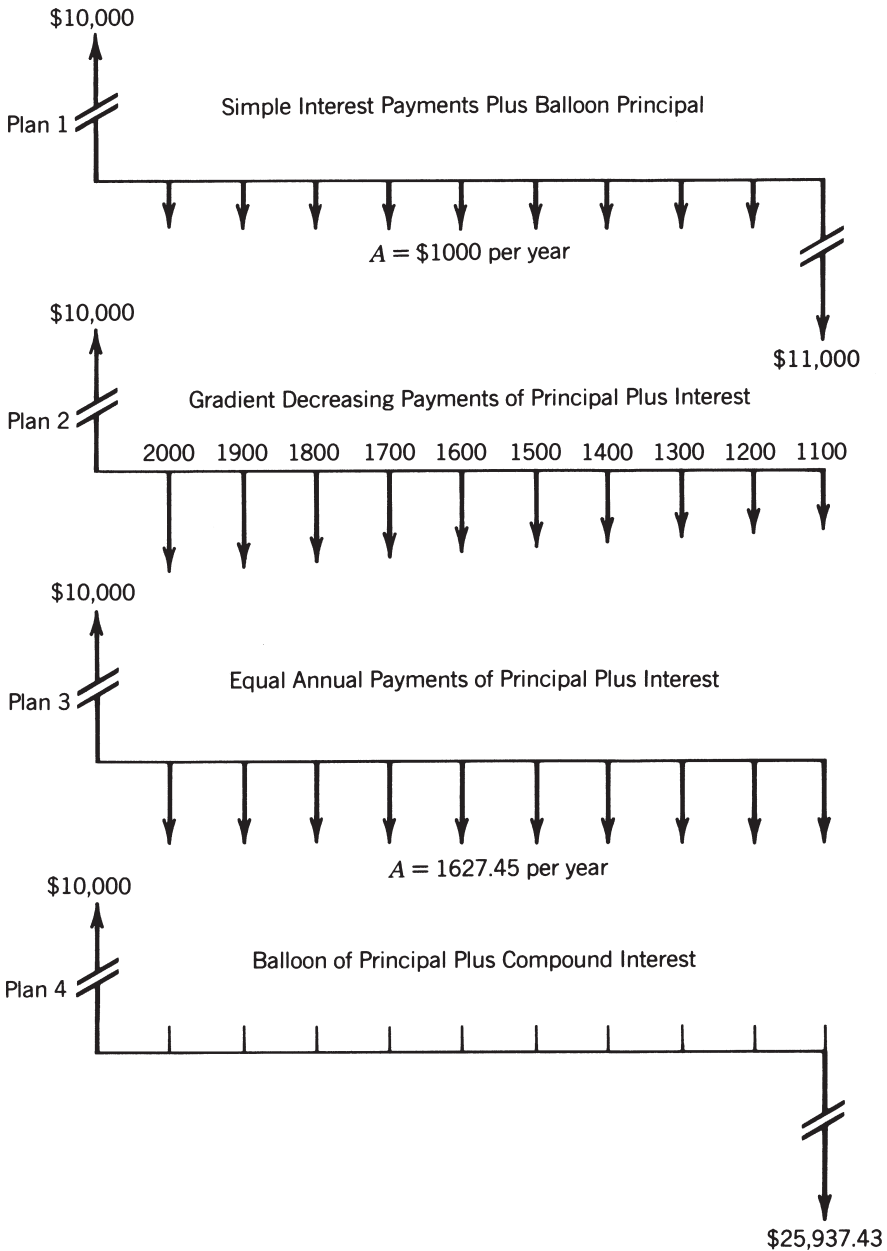 $10,000
Simple Interest Payments Plus Balloon Principal
Plan 1
A = $1000 per year
$10,000
$11,000
Gradient Decreasing Payments of Principal Plus Interest
Plan 2
2000 1900 1800 1700 1600 1500 1400 1300 1200 1100
$10,000
Equal Annual Payments of Principal Plus Interest
Plan 3
A = 1627.45 per year
$10,000
Balloon of Principal Plus Compound Interest
Plan 4
$25,937.43